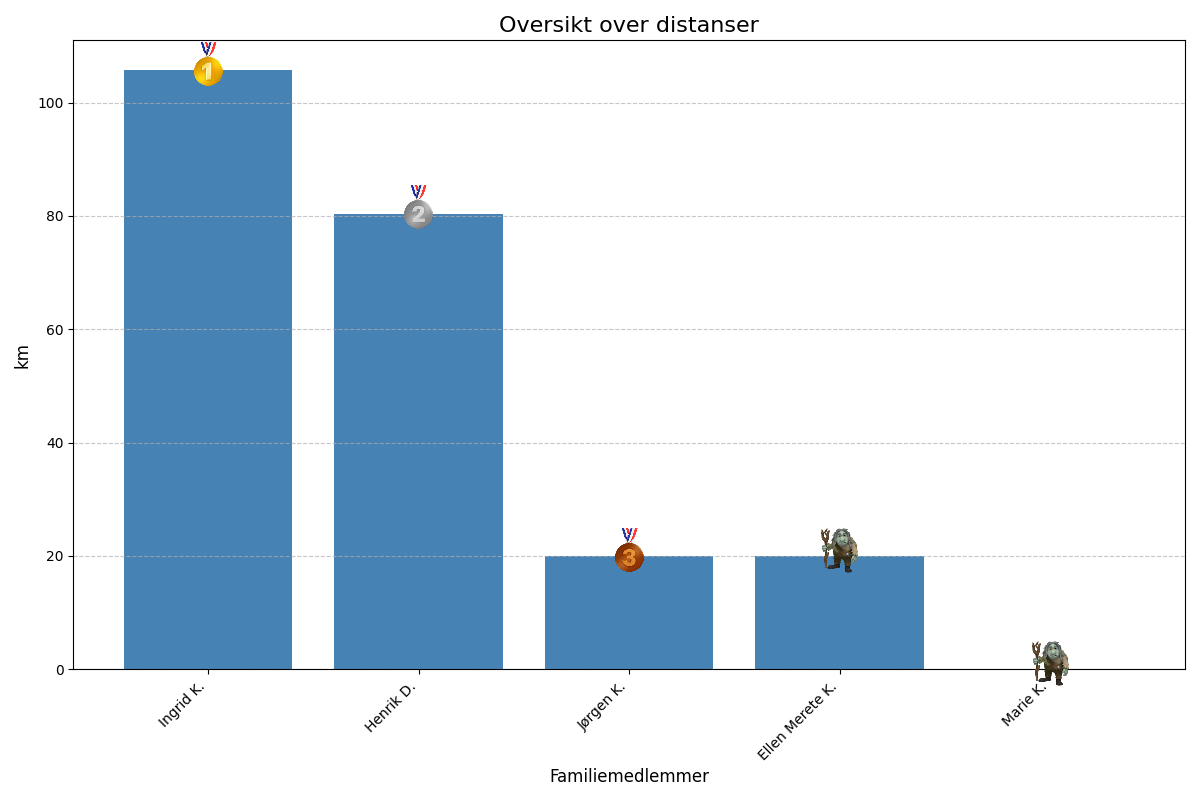 Oversikt over distanser
km
100
80
60
40
20
0
1
2
3
Ingrid K.
Henrik D.
Jørgen K.
Ellen Merete K.
Marie K.
Familiemedlemmer